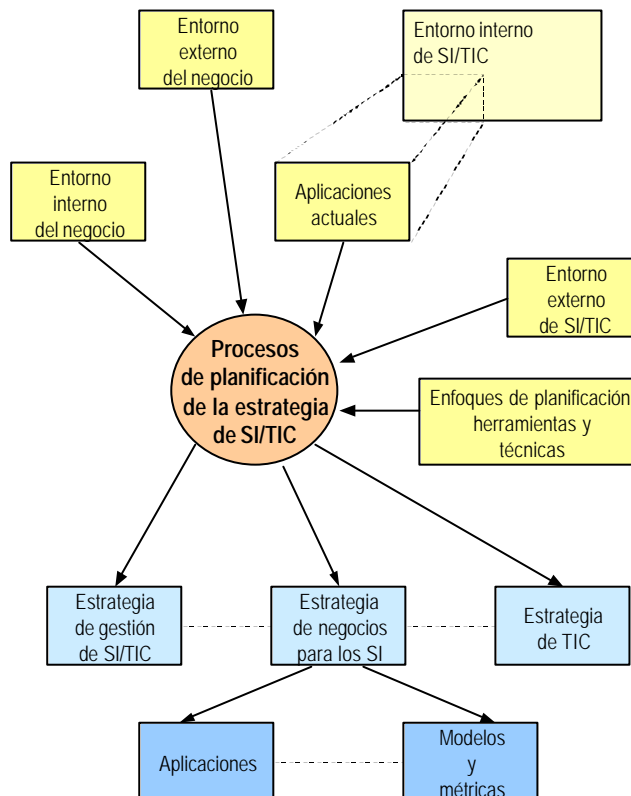 Entorno
externo
del negocio
Entorno interno
de SI/TIC
Entorno
interno
del negocio
Aplicaciones
actuales
Entorno
externo
de SI/TIC
Procesos
de planificación
de la estrategia
de SI/TIC
Enfoques de planificación
herramientas y
técnicas
Estrategia
de gestión
de SI/TIC
Estrategia
de negocios
para los SI
Estrategia
de TIC
Aplicaciones
Modelos
y
métricas